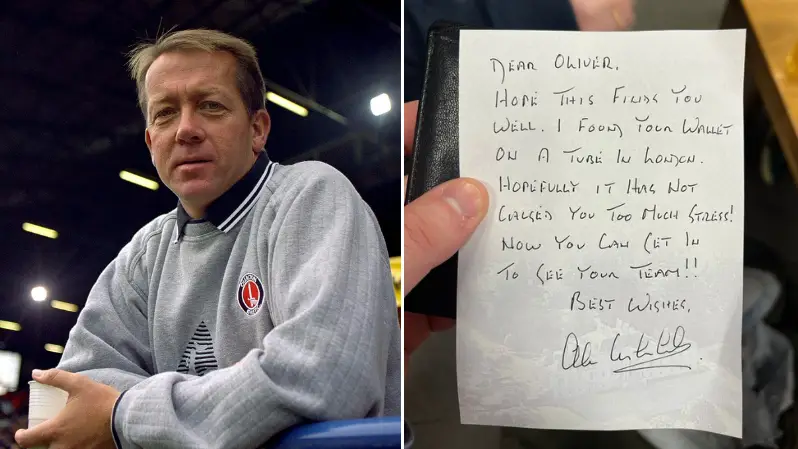 DEAR OLIVER,
HOPE THIS FINDS YOU
WELL. I FOUND YOUR WALLET
ON A TUBE IN LONDON.
HOPEFULLY IT HAS NOT
CAUSED YOU TOO MUCH STRESS!
NOW YOU CAN GET IN
TO SEE YOUR TEAM!!
BEST WISHES,